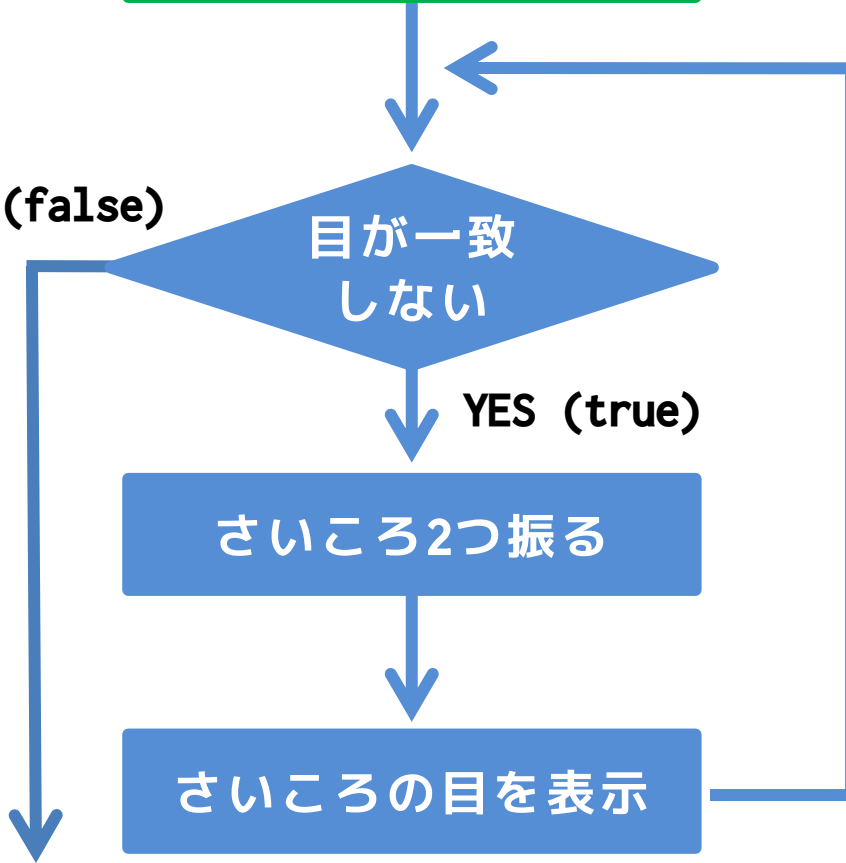 (false)
目が一致
しない
YES (true)
さいころ2つ振る
さいころの目を表示